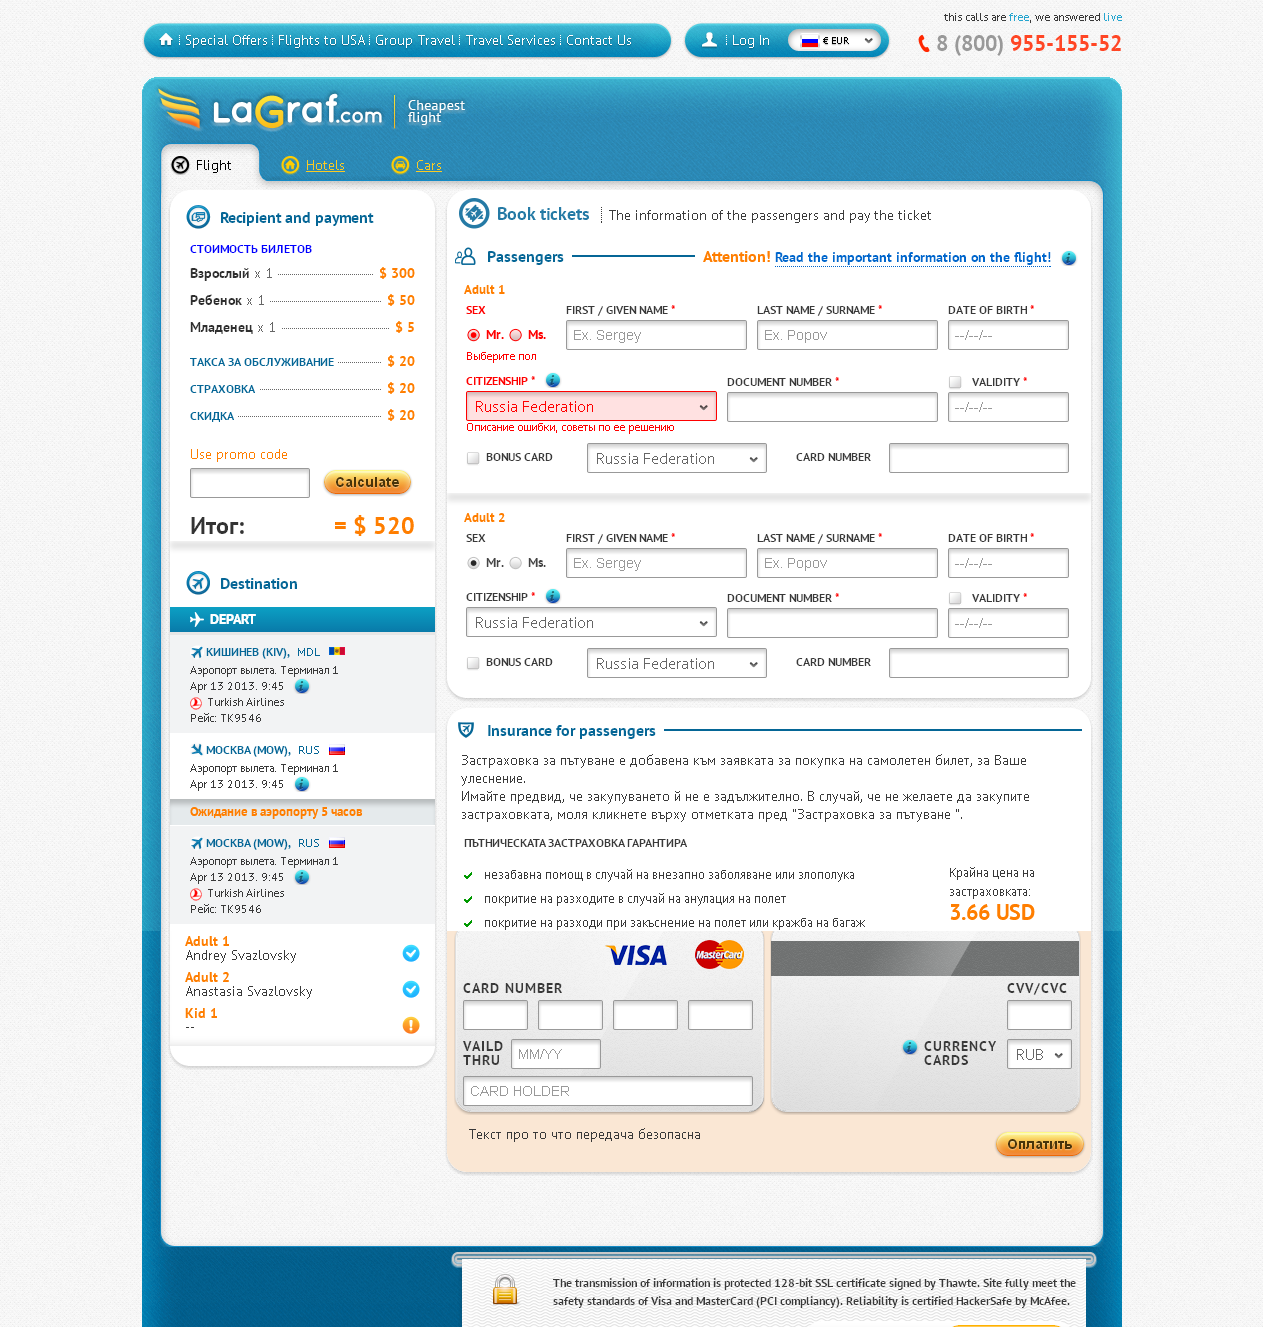 this calls are free, we answered live
Special Offers Flights to USA Group Travel Travel Services Contact Us
Log In
€ EUR
8 (800) 955-155-52
LaGraf.com
Cheapest
flight
Flight
Hotels
Cars
Recipient and payment
СТОИМОСТЬ БИЛЕТОВ
Взрослый x 1 $ 300
Ребенок x 1 $ 50
Младенец x 1 $ 5
ТАКСА ЗА ОБСЛУЖИВАНИЕ $ 20
СТРАХОВКА $ 20
СКИДКА $ 20
Use promo code
Calculate
Итог: = $ 520
Destination
DEPART
КИШИНЕВ (KIV), MDL
Аэропорт вылета. Терминал 1
Apr 13 2013. 9:45
Turkish Airlines
Рейс: TK9546
МОСКВА (MOW), RUS
Аэропорт вылета. Терминал 1
Apr 13 2013. 9:45
Ожидание в аэропорту 5 часов
МОСКВА (MOW), RUS
Аэропорт вылета. Терминал 1
Apr 13 2013. 9:45
Turkish Airlines
Рейс: TK9546
Adult 1
Andrey Svazlovsky
Adult 2
Anastasia Svazlovsky
Kid 1
--
Book tickets
The information of the passengers and pay the ticket
Passengers
Attention! Read the important information on the flight!
Adult 1
SEX FIRST / GIVEN NAME * LAST NAME / SURNAME * DATE OF BIRTH *
Mr. Ms. Ex. Sergey Ex. Popov --/--/--
Выберите пол
CITIZENSHIP * DOCUMENT NUMBER * VALIDITY *
Russia Federation --/--/--
Описание ошибки, советы по ее решению
BONUS CARD Russia Federation CARD NUMBER
Adult 2
SEX FIRST / GIVEN NAME * LAST NAME / SURNAME * DATE OF BIRTH *
Mr. Ms. Ex. Sergey Ex. Popov --/--/--
CITIZENSHIP * DOCUMENT NUMBER * VALIDITY *
Russia Federation --/--/--
BONUS CARD Russia Federation CARD NUMBER
Insurance for passengers
Застраховка за пътуване е добавена към заявката за покупка на самолетен билет, за Ваше
улеснение.
Имайте предвид, че закупуването й не е задължително. В случай, че не желаете да закупите
застраховката, моля кликнете върху отметката пред "Застраховка за пътуване ".
ПЪТНИЧЕСКАТА ЗАСТРАХОВКА ГАРАНТИРА
незабавна помощ в случай на внезапно заболяване или злополука
покритие на разходите в случай на анулация на полет
покритие на разходи при закъснение на полет или кражба на багаж
Крайна цена на
застраховката:
3.66 USD
VISA MasterCard
CARD NUMBER
VAILD
THRU
MM/YY
CARD HOLDER
CVV/CVC
CURRENCY
CARDS
RUB
Текст про то что передача безопасна
Оплатить
The transmission of information is protected 128-bit SSL certificate signed by Thawte. Site fully meet the
safety standards of Visa and MasterCard (PCI compliancy). Reliability is certified HackerSafe by McAfee.